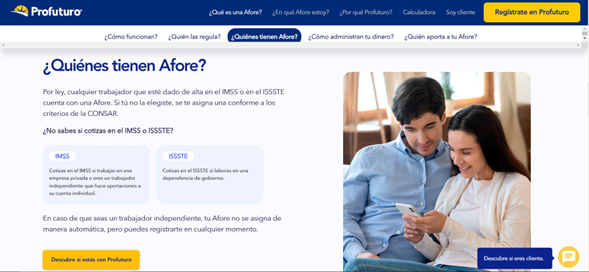 Profuturo
¿Qué es una Afore?
¿En qué Afore estoy?
¿Por qué Profuturo?
Calculadora
Soy cliente
Regístrate en Profuturo
¿Cómo funcionan?
¿Quién las regula?
¿Quiénes tienen Afore?
¿Cómo administran tu dinero?
¿Quién aporta a tu Afore?
¿Quiénes tienen Afore?
Por ley, cualquier trabajador que esté dado de alta en el IMSS o en el ISSSTE
cuenta con una Afore. Si tú no la elegiste, se te asigna una conforme a los
criterios de la CONSAR.
¿No sabes si cotizas en el IMSS o ISSSTE?
IMSS
Cotizas en el IMSS si trabajas en una
empresa privada o eres un trabajador
independiente que hace aportaciones a
su cuenta individual.
ISSSTE
Cotizas en el ISSSTE si laboras en una
dependencia de gobierno.
En caso de que seas un trabajador independiente, tu Afore no se asigna de
manera automática, pero puedes registrarte en cualquier momento.
Descubre si estás con Profuturo
Descubre si eres cliente.